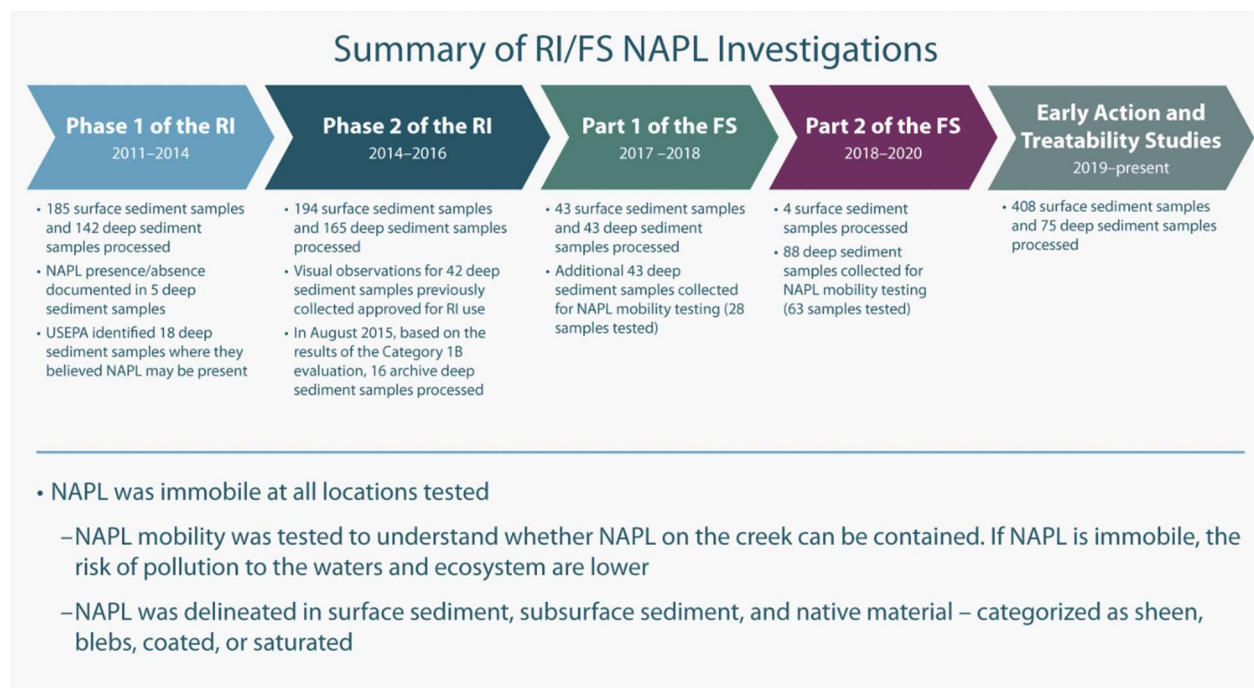 Summary of RI/FS NAPL Investigations
Phase 1 of the RI
2011–2014
• 185 surface sediment samples
and 142 deep sediment
samples processed
• NAPL presence/absence
documented in 5 deep
sediment samples
• USEPA identified 18 deep
sediment samples where they
believed NAPL may be present
Phase 2 of the RI
2014–2016
• 194 surface sediment samples
and 165 deep sediment samples
processed
• Visual observations for 42 deep
sediment samples previously
collected approved for RI use
• In August 2015, based on the
results of the Category 1B
evaluation, 16 archive deep
sediment samples processed
Part 1 of the FS
2017 –2018
• 43 surface sediment samples
and 43 deep sediment
samples processed
• Additional 43 deep
sediment samples collected
for NAPL mobility testing (28
samples tested)
Part 2 of the FS
2018–2020
• 4 surface sediment
samples processed
• 88 deep sediment
samples collected for
NAPL mobility testing
(63 samples tested)
Early Action and
Treatability Studies
2019–present
• 408 surface sediment samples
and 75 deep sediment samples
processed
• NAPL was immobile at all locations tested
–NAPL mobility was tested to understand whether NAPL on the creek can be contained. If NAPL is immobile, the
risk of pollution to the waters and ecosystem are lower
–NAPL was delineated in surface sediment, subsurface sediment, and native material – categorized as sheen,
blebs, coated, or saturated